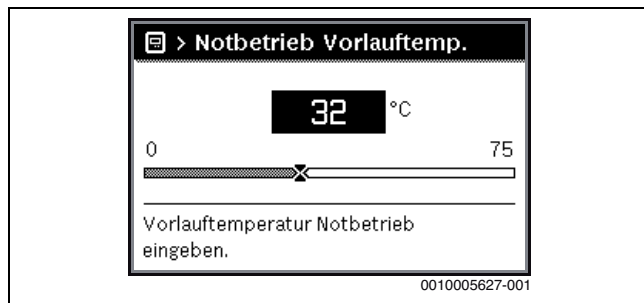 > Notbetrieb Vorlauftemp.
32 °C
0 75
Vorlauftemperatur Notbetrieb
eingeben.
0010005627-001